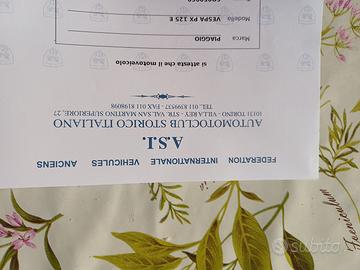 FEDERATION INTERNATIONALE VEHICULES ANCIENS
A.S.I.
AUTOMOTOCLUB STORICO ITALIANO
10131 TORINO - VILLA REY - STR. VAL SAN MARTINO SUPERIORE, 27
TEL. 011 8399537 - FAX 011 8198098
si attesta che il motoveicolo
Marca PIAGGIO
Modello VESPA PX 125 E
subito